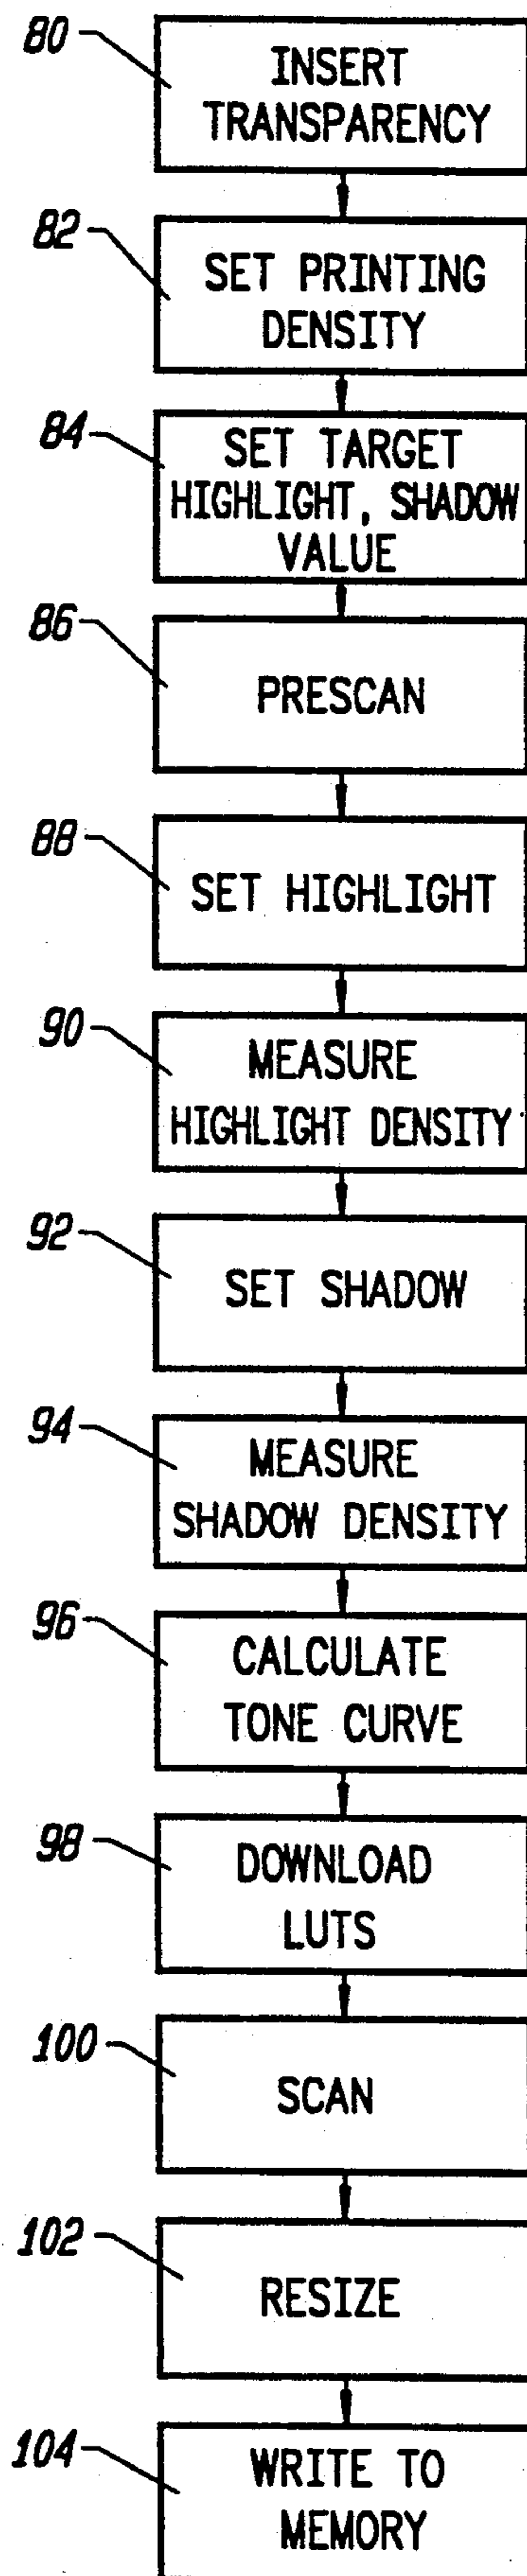 80
INSERT
TRANSPARENCY
82
SET PRINTING
DENSITY
84
SET TARGET
HIGHLIGHT, SHADOW
VALUE
86
PRESCAN
88
SET HIGHLIGHT
90
MEASURE
HIGHLIGHT DENSITY
92
SET SHADOW
94
MEASURE
SHADOW DENSITY
96
CALCULATE
TONE CURVE
98
DOWNLOAD
LUTS
100
SCAN
102
RESIZE
104
WRITE TO
MEMORY